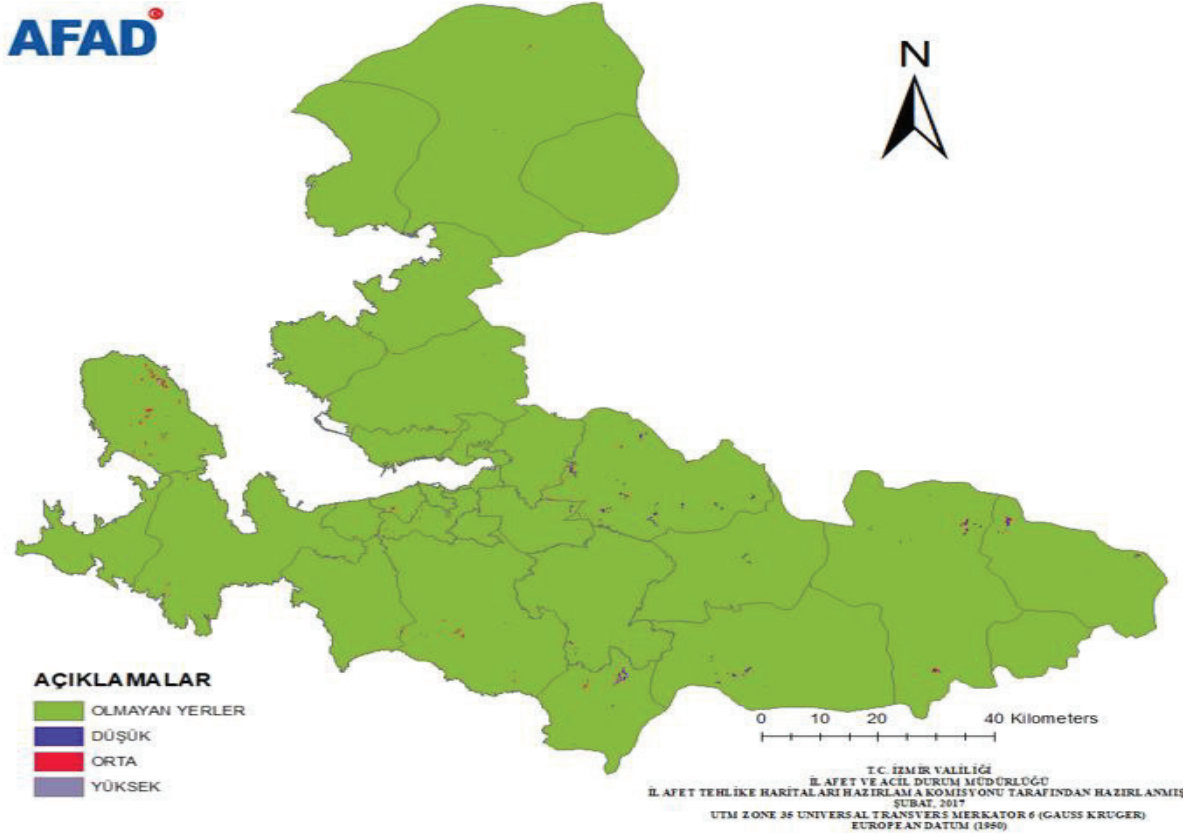 AFAD
N
AÇIKLAMALAR
OLMAYAN YERLER
DÜŞÜK
ORTA
YÜKSEK
0 10 20 40 Kilometers
T.C. İZMİR VALİLİĞİ
İL AFET VE ACİL DURUM MÜDÜRLÜĞÜ
İL AFET TEHLİKE HARİTALARI HAZIRLAMA KOMİSYONU TARAFINDAN HAZIRLANMIŞ
ŞUBAT, 2017
UTM ZONE 35 UNIVERSAL TRANSVERS MERKATOR 6 (GAUSS KRUGER)
EUROPEAN DATUM (1950)